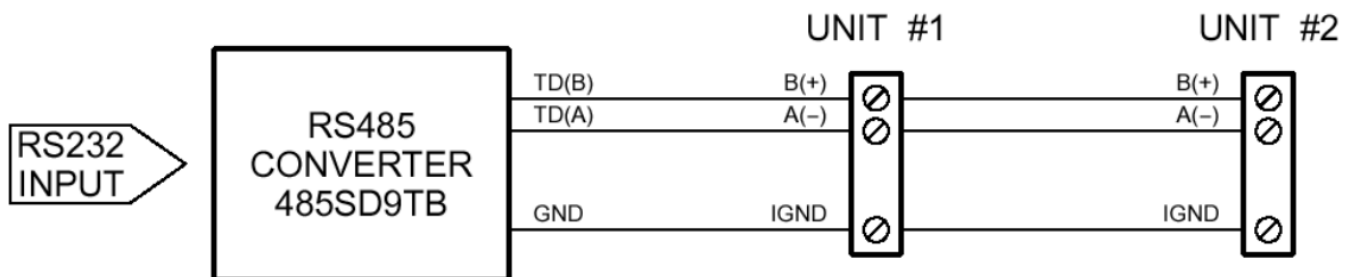 UNIT #1
UNIT #2
RS232
INPUT
RS485
CONVERTER
485SD9TB
TD(B)
B(+)
B(+)
TD(A)
A(−)
A(−)
GND
IGND
IGND